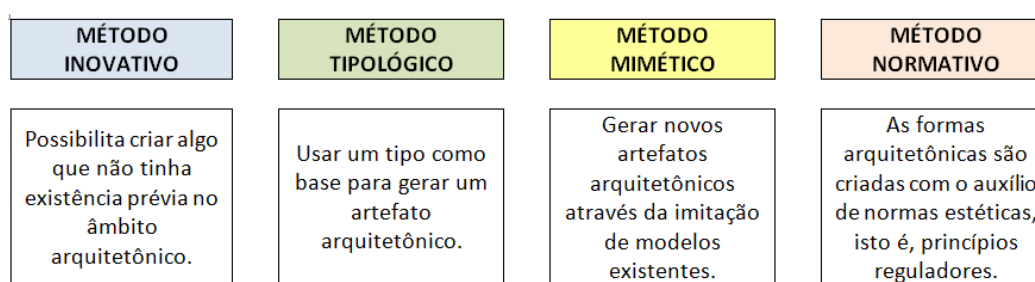 MÉTODO
INOVATIVO
MÉTODO
TIPOLÓGICO
MÉTODO
MIMÉTICO
MÉTODO
NORMATIVO
Possibilita criar algo
que não tinha
existência prévia no
âmbito
arquitetônico.
Usar um tipo como
base para gerar um
artefato
arquitetônico.
Gerar novos
artefatos
arquitetônicos
através da imitação
de modelos
existentes.
As formas
arquitetônicas são
criadas com o auxílio
de normas estéticas,
isto é, princípios
reguladores.